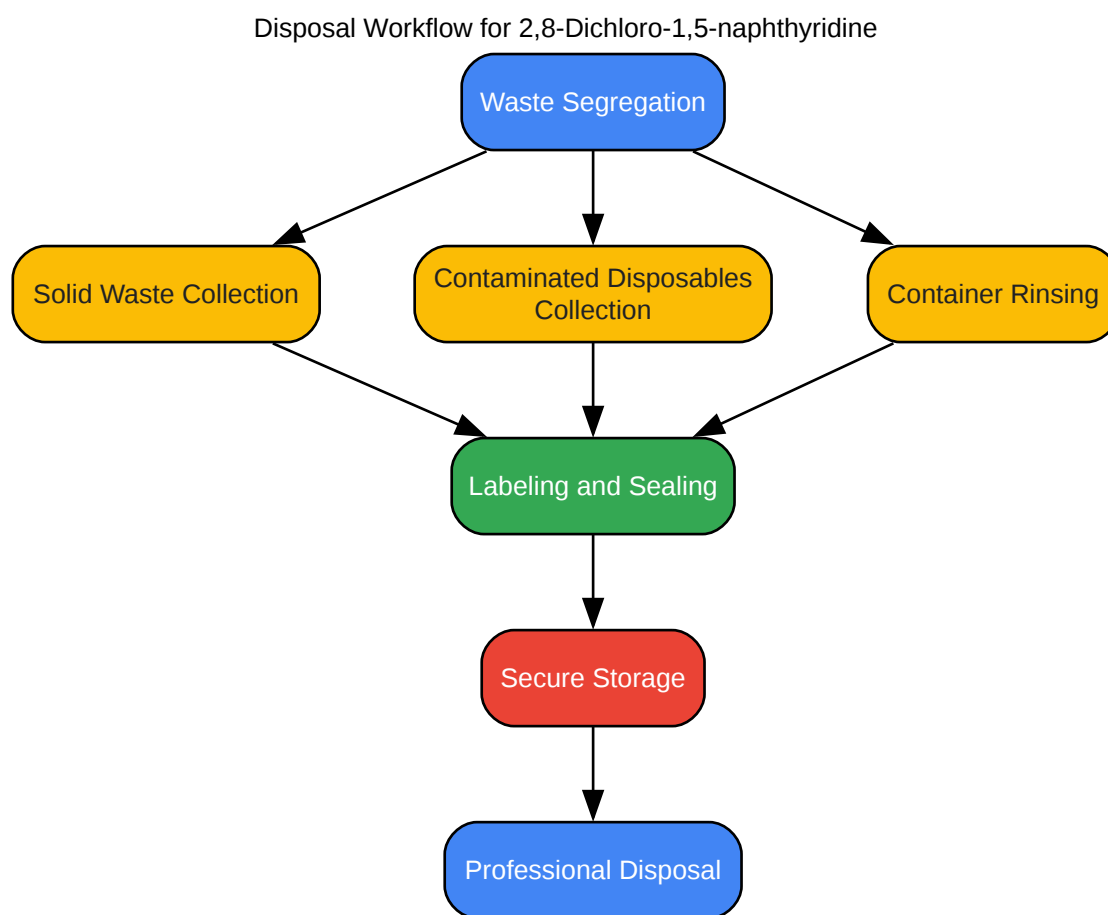 Disposal Workflow for 2,8-Dichloro-1,5-naphthyridine
Waste Segregation
Solid Waste Collection
Contaminated Disposables
Collection
Container Rinsing
Labeling and Sealing
Secure Storage
Professional Disposal